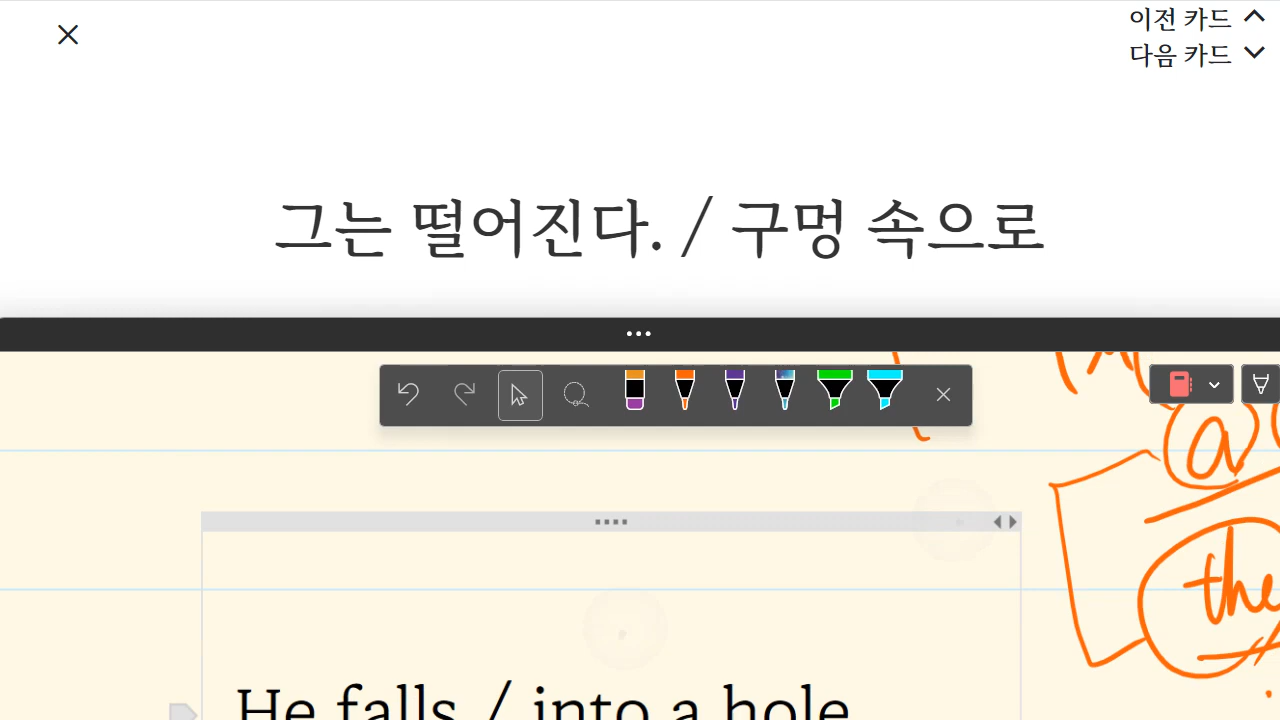 이전 카드
다음 카드
그는 떨어진다. / 구멍 속으로
a
the
He falls / into a hole